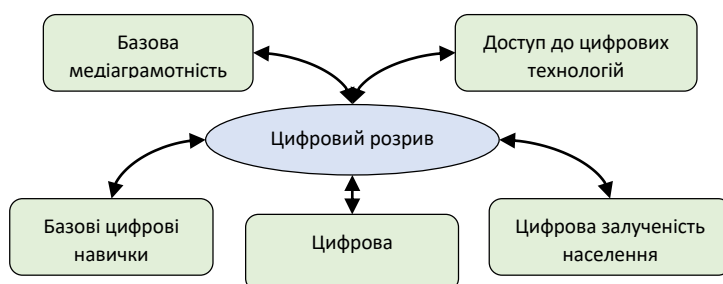 Базова
медіаграмотність
Доступ до цифрових
технологій
Цифровий розрив
Базові цифрові
навички
Цифрова
Цифрова залученість
населення